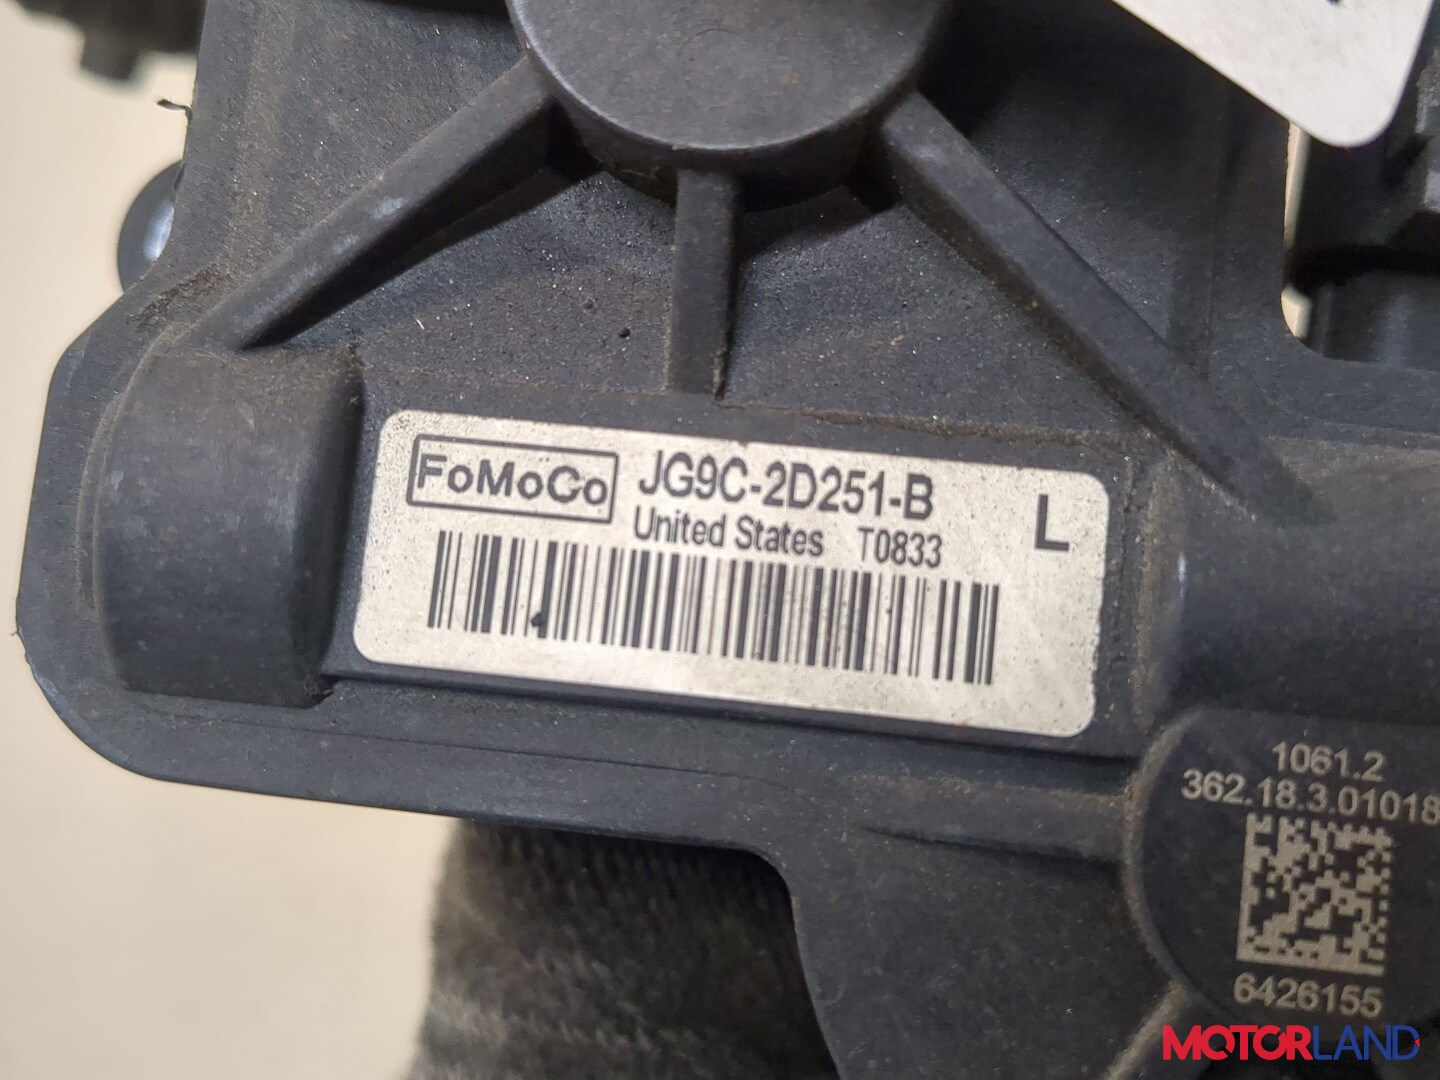 FoMoCo JG9C-2D251-B L
United States T0833
1061.2
362.18.3.01018
6426155
MOTORLAND